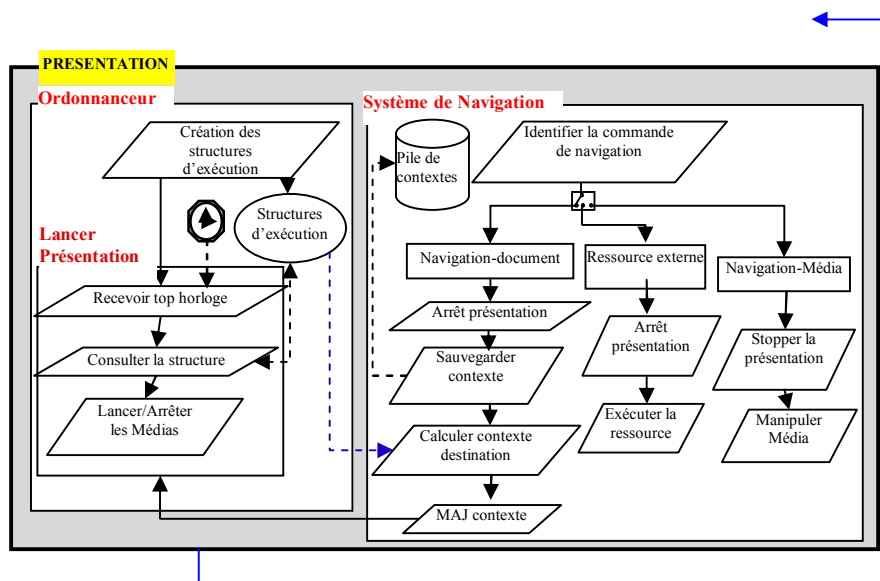 PRESENTATION
Ordonnanceur
Création des
structures
d'exécution
Structures
d'exécution
Lancer
Présentation
Recevoir top horloge
Consulter la structure
Lancer/Arrêter
les Médias
Système de Navigation
Pile de
contextes
Identifier la commande
de navigation
Navigation-document
Arrêt présentation
Sauvegarder
contexte
Calculer contexte
destination
MAJ contexte
Ressource externe
Arrêt
présentation
Exécuter la
ressource
Navigation-Média
Stopper la
présentation
Manipuler
Média